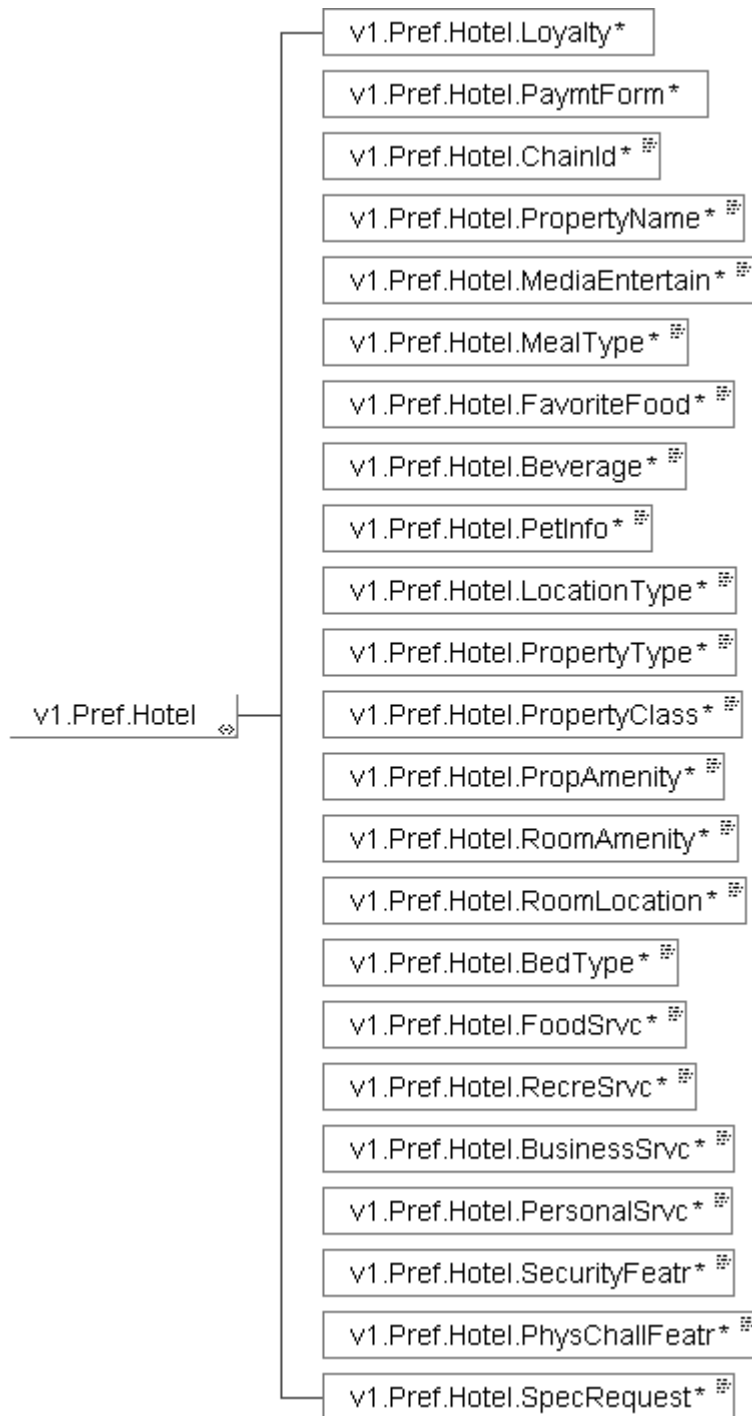 v1.Pref.Hotel.Loyalty*
v1.Pref.Hotel.PaymtForm*
v1.Pref.Hotel.ChainId*
v1.Pref.Hotel.PropertyName*
v1.Pref.Hotel.MediaEntertain*
v1.Pref.Hotel.MealType*
v1.Pref.Hotel.FavoriteFood*
v1.Pref.Hotel.Beverage*
v1.Pref.Hotel.PetInfo*
v1.Pref.Hotel.LocationType*
v1.Pref.Hotel.PropertyType*
v1.Pref.Hotel
v1.Pref.Hotel.PropertyClass*
v1.Pref.Hotel.PropAmenity*
v1.Pref.Hotel.RoomAmenity*
v1.Pref.Hotel.RoomLocation*
v1.Pref.Hotel.BedType*
v1.Pref.Hotel.FoodSrvc*
v1.Pref.Hotel.RecreSrvc*
v1.Pref.Hotel.BusinessSrvc*
v1.Pref.Hotel.PersonalSrvc*
v1.Pref.Hotel.SecurityFeatr*
v1.Pref.Hotel.PhysChallFeatr*
v1.Pref.Hotel.SpecRequest*